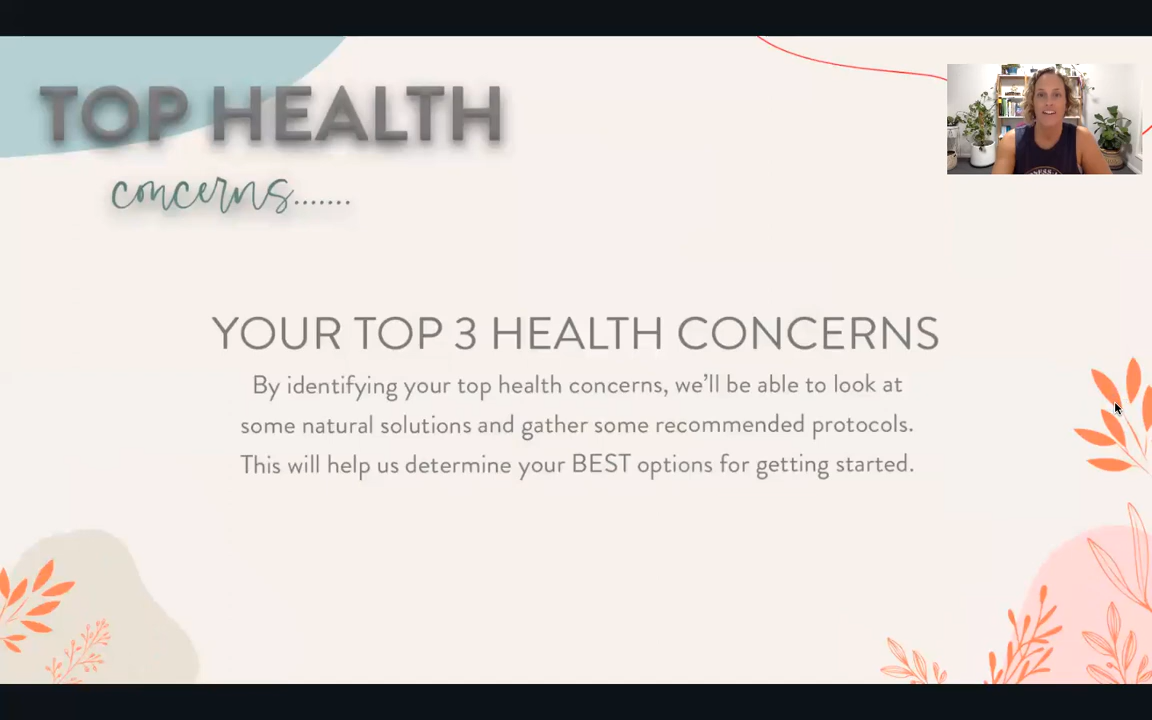 TOP HEALTH
concerns.......
YOUR TOP 3 HEALTH CONCERNS
By identifying your top health concerns, we'll be able to look at
some natural solutions and gather some recommended protocols.
This will help us determine your BEST options for getting started.